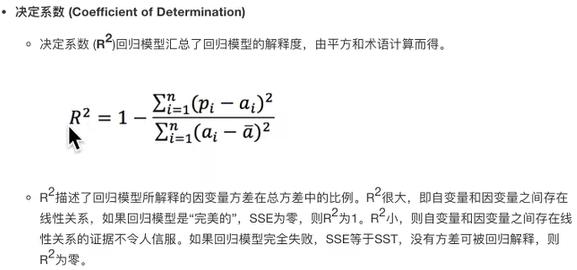 • 决定系数 (Coefficient of Determination)
○ 决定系数 (R²)回归模型汇总了回归模型的解释度，由平方和术语计算而得。
R² = 1 − \frac{\sum_{i=1}^{n}(p_i − a_i)²}{\sum_{i=1}^{n}(a_i − ā)²}
○ R²描述了回归模型所解释的因变量方差在总方差中的比例。R²很大，即自变量和因变量之间存在
线性关系，如果回归模型是“完美的”，SSE为零，则R²为1。R²小，则自变量和因变量之间存在线
性关系的证据不令人信服。如果回归模型完全失败，SSE等于SST，没有方差可被回归解释，则
R²为零。